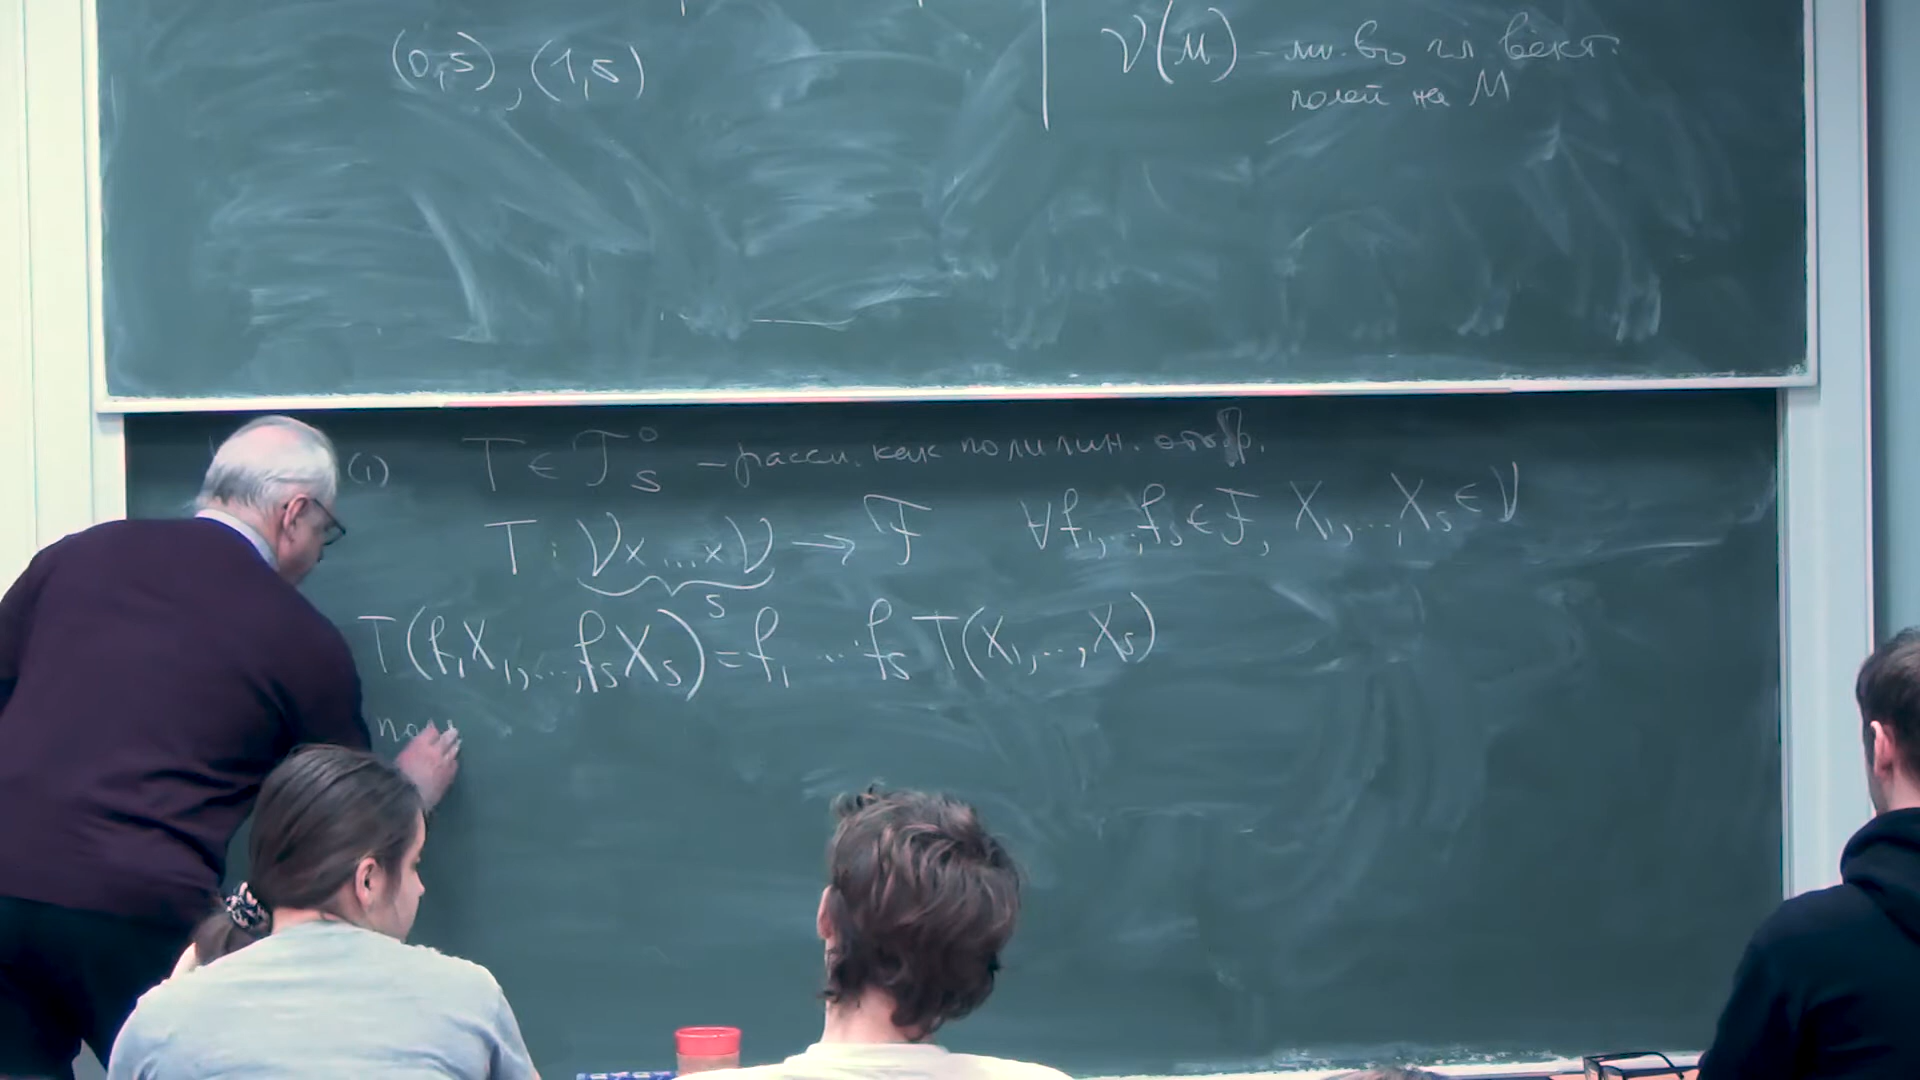 (0,s), (1,s)
𝒱(M) – мн. во гл. вект.
полей на M
(1) T ∈ 𝒯⁰ₛ – рассм. как полилин. отобр.
T : 𝒱×...×𝒱 → ℱ ∀f₁,...,fₛ∈ℱ, X₁,...,Xₛ∈𝒱
s
T(f₁X₁,...,fₛXₛ)=f₁ ... fₛ T(X₁,...,Xₛ)